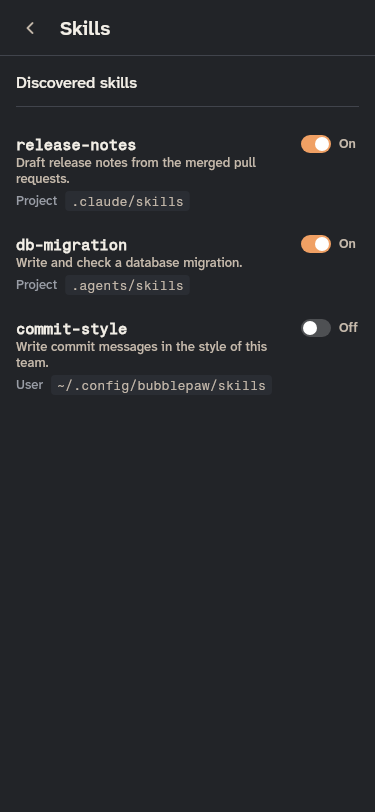 Skills
Discovered skills
release-notes
On
Draft release notes from the merged pull
requests.
Project .claude/skills
db-migration
On
Write and check a database migration.
Project .agents/skills
commit-style
Off
Write commit messages in the style of this
team.
User ~/.config/bubblepaw/skills